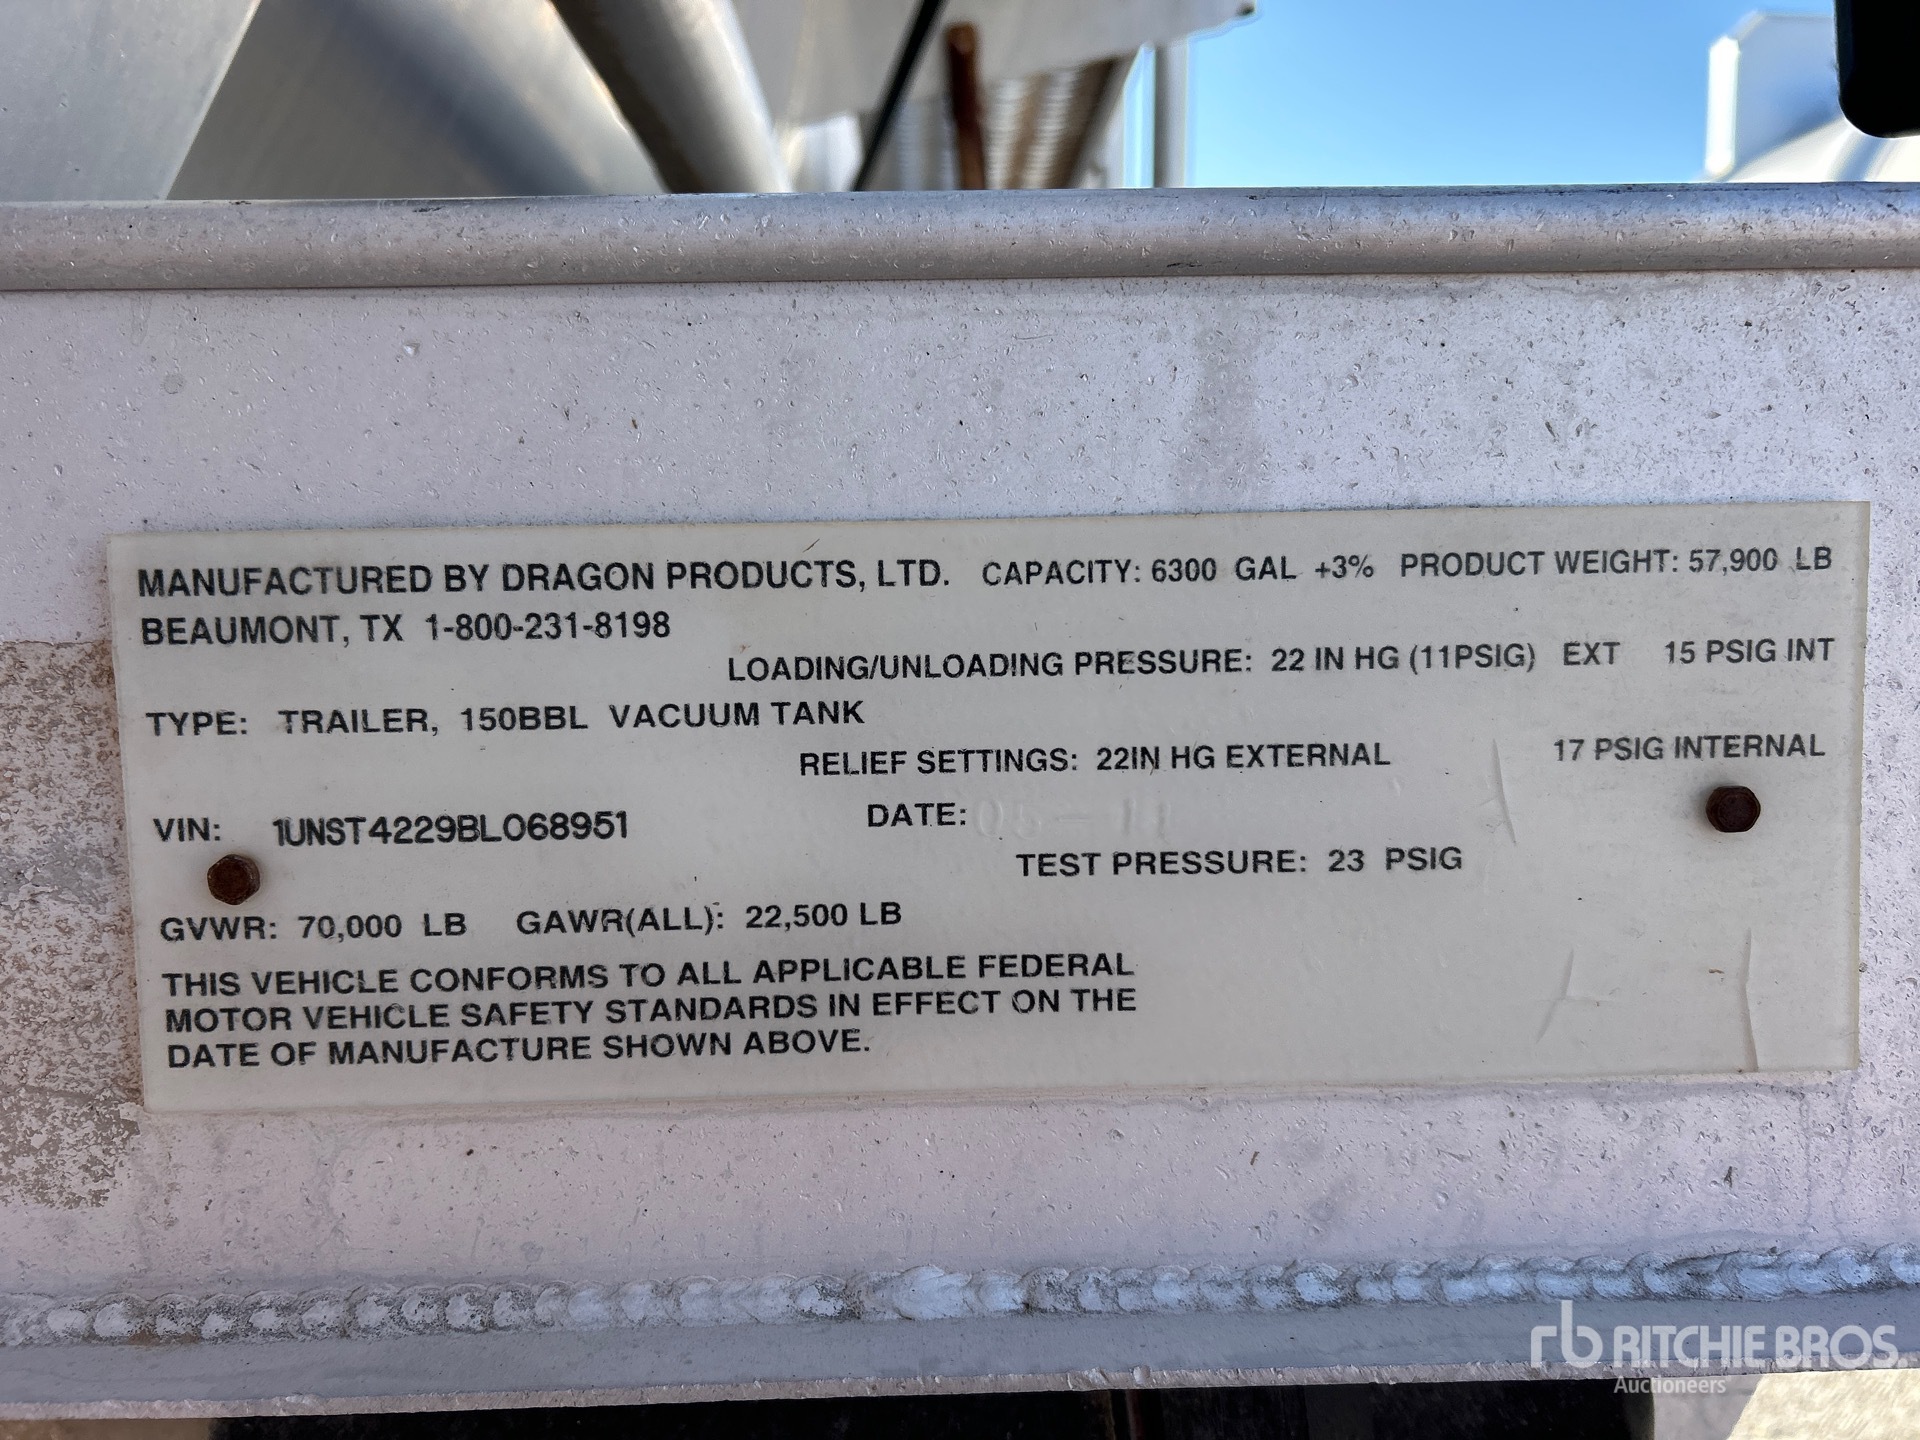 MANUFACTURED BY DRAGON PRODUCTS, LTD. CAPACITY: 6300 GAL +3% PRODUCT WEIGHT: 57,900 LB
BEAUMONT, TX 1-800-231-8198
LOADING/UNLOADING PRESSURE: 22 IN HG (11PSIG) EXT 15 PSIG INT
TYPE: TRAILER, 150BBL VACUUM TANK
RELIEF SETTINGS: 22IN HG EXTERNAL 17 PSIG INTERNAL
VIN: 1UNST4229BL068951 DATE: 05-11
TEST PRESSURE: 23 PSIG
GVWR: 70,000 LB GAWR(ALL): 22,500 LB
THIS VEHICLE CONFORMS TO ALL APPLICABLE FEDERAL
MOTOR VEHICLE SAFETY STANDARDS IN EFFECT ON THE
DATE OF MANUFACTURE SHOWN ABOVE.
rb RITCHIE BROS.
Auctioneers